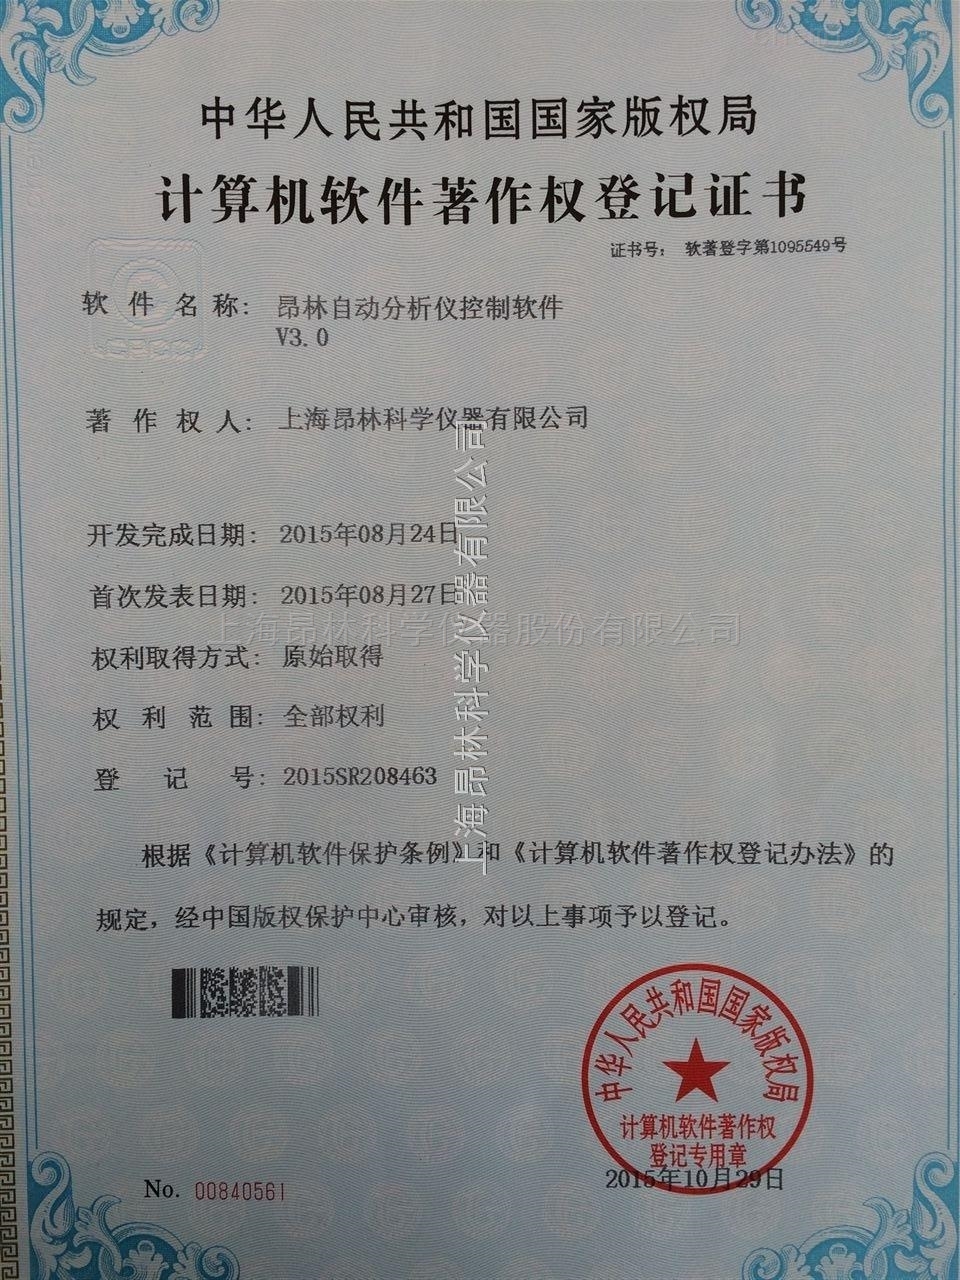 中华人民共和国国家版权局
计算机软件著作权登记证书
证书号： 软著登字第1095549号
软件名称： 昂林自动分析仪控制软件
V3.0
著作权人： 上海昂林科学仪器有限公司
开发完成日期： 2015年08月24日
首次发表日期： 2015年08月27日
上海昂林科学仪器股份有限公司
上海昂林科学仪器有限公司
权利取得方式： 原始取得
权利范围： 全部权利
登记号： 2015SR208463
根据《计算机软件保护条例》和《计算机软件著作权登记办法》的
规定，经中国版权保护中心审核，对以上事项予以登记。
中华人民共和国国家版权局
计算机软件著作权
登记专用章
2015年10月29日
No. 00840561